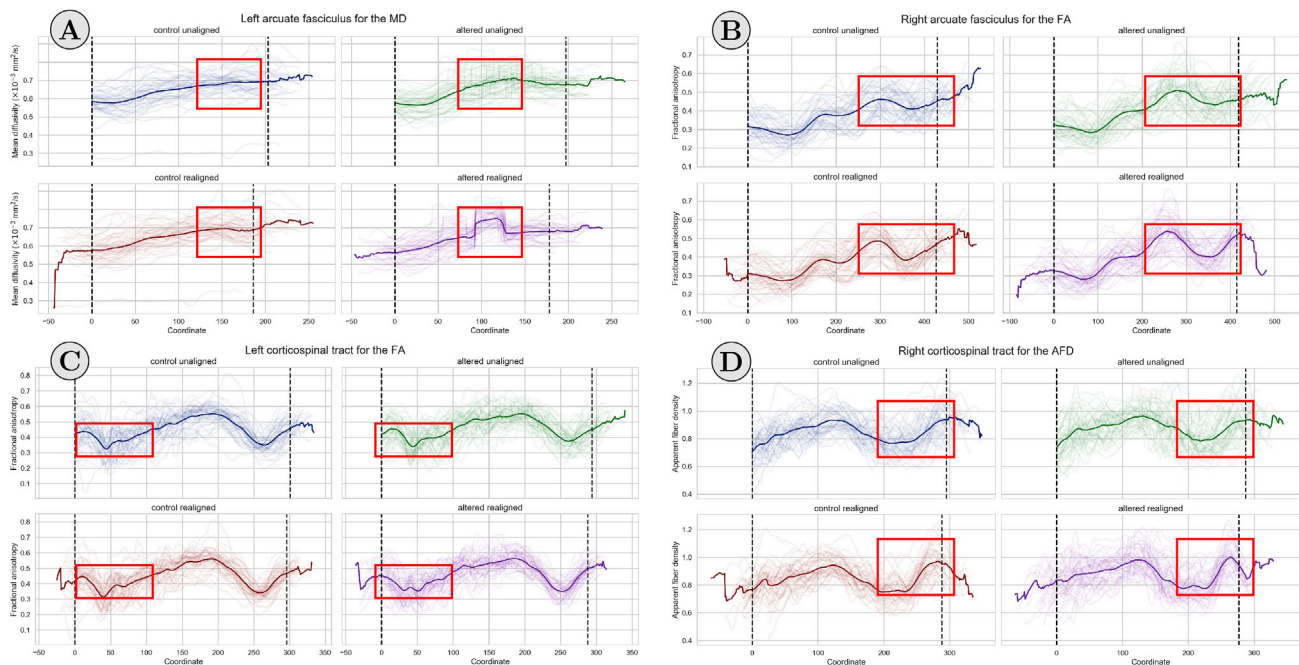 A
Left arcuate fasciculus for the MD
control unaligned
altered unaligned
Mean diffusivity (×10⁻³ mm²/s)
0.7
0.6
0.5
0.4
0.3
control realigned
altered realigned
Mean diffusivity (×10⁻³ mm²/s)
0.7
0.6
0.5
0.4
0.3
−50 0 50 100 150 200 250
−50 0 50 100 150 200 250
Coordinate
Coordinate
B
Right arcuate fasciculus for the FA
control unaligned
altered unaligned
Fractional anisotropy
0.7
0.6
0.5
0.4
0.3
0.2
0.1
control realigned
altered realigned
Fractional anisotropy
0.7
0.6
0.5
0.4
0.3
0.2
0.1
−100 0 100 200 300 400 500
−100 0 100 200 300 400 500
Coordinate
Coordinate
C
Left corticospinal tract for the FA
control unaligned
altered unaligned
Fractional anisotropy
0.8
0.7
0.6
0.5
0.4
0.3
0.2
0.1
control realigned
altered realigned
Fractional anisotropy
0.8
0.7
0.6
0.5
0.4
0.3
0.2
0.1
−50 0 50 100 150 200 250 300 350
−50 0 50 100 150 200 250 300 350
Coordinate
Coordinate
D
Right corticospinal tract for the AFD
control unaligned
altered unaligned
Apparent fiber density
1.2
1.0
0.8
0.6
0.4
control realigned
altered realigned
Apparent fiber density
1.2
1.0
0.8
0.6
0.4
0 100 200 300
0 100 200 300
Coordinate
Coordinate